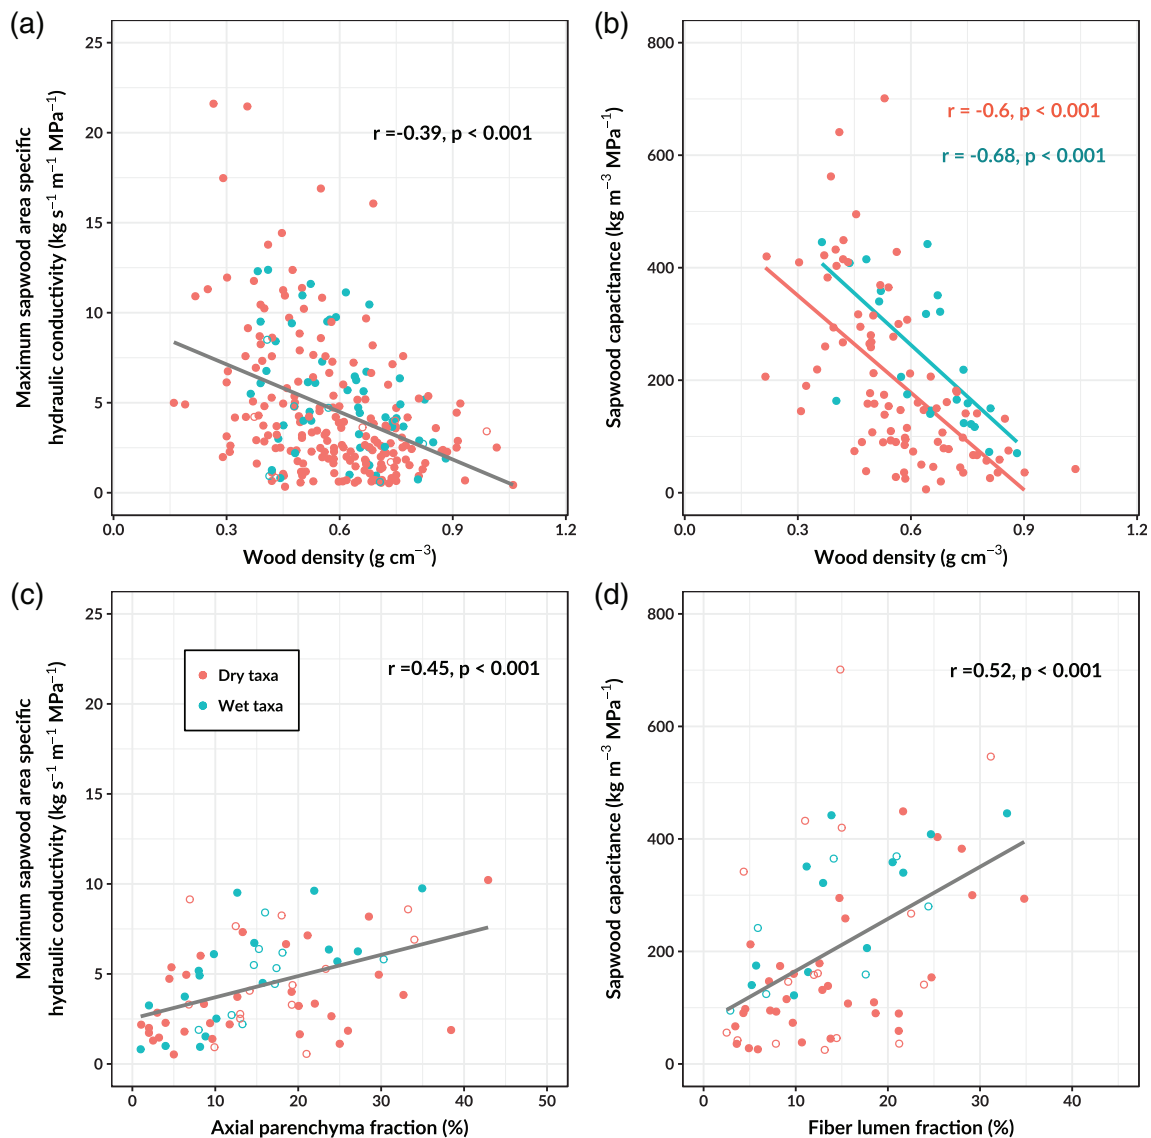 (a)
25
20
15
10
5
0
Maximum sapwood area specific
hydraulic conductivity (kg s⁻¹ m⁻¹ MPa⁻¹)
r =-0.39, p < 0.001
0.0 0.3 0.6 0.9 1.2
Wood density (g cm⁻³)
(b)
800
600
400
200
0
Sapwood capacitance (kg m⁻³ MPa⁻¹)
r = -0.6, p < 0.001
r = -0.68, p < 0.001
0.0 0.3 0.6 0.9 1.2
Wood density (g cm⁻³)
(c)
25
20
15
10
5
0
Maximum sapwood area specific
hydraulic conductivity (kg s⁻¹ m⁻¹ MPa⁻¹)
Dry taxa
Wet taxa
r =0.45, p < 0.001
0 10 20 30 40 50
Axial parenchyma fraction (%)
(d)
800
600
400
200
0
Sapwood capacitance (kg m⁻³ MPa⁻¹)
r =0.52, p < 0.001
0 10 20 30 40
Fiber lumen fraction (%)